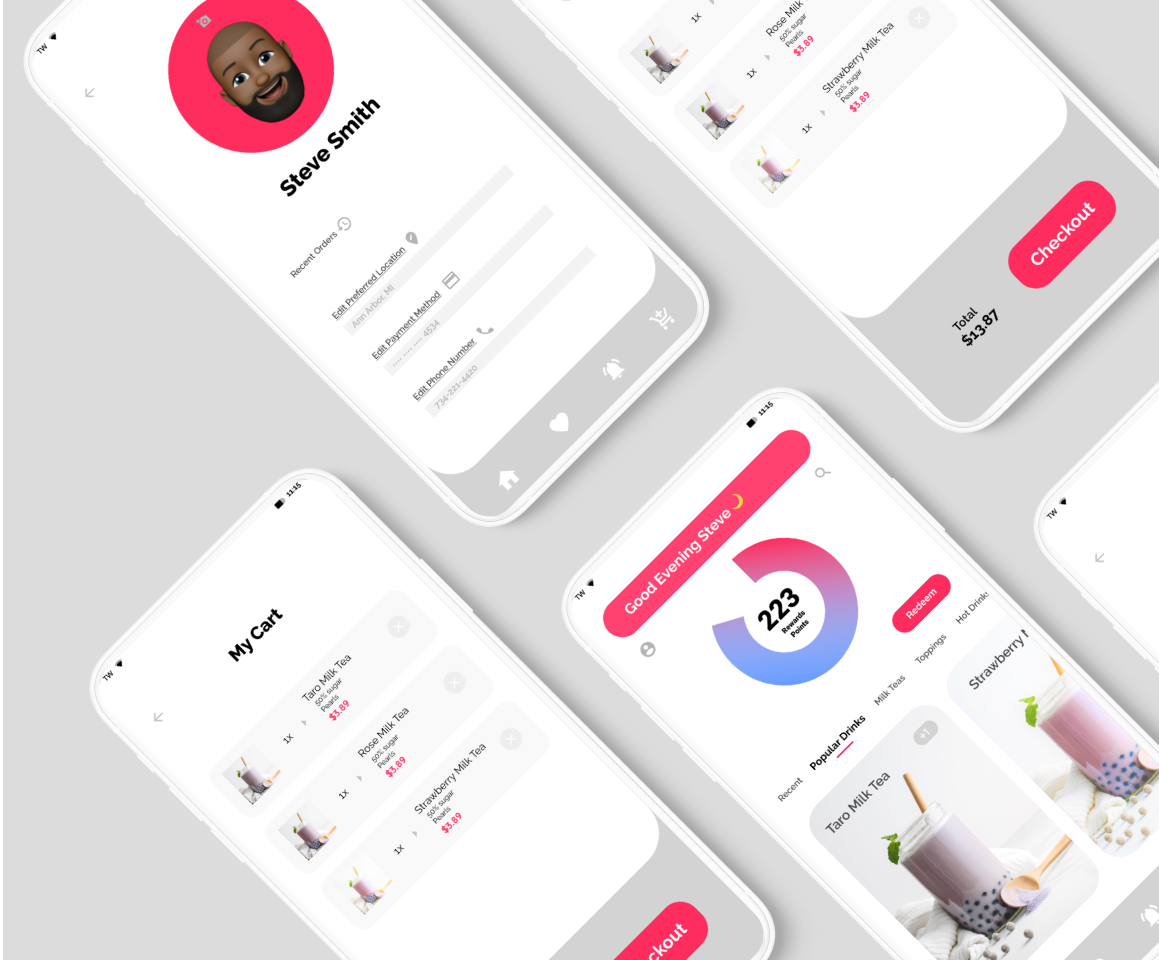 TW
Steve Smith
Recent Orders
Edit Preferred Location
Ann Arbor, MI
Edit Payment Method
.... .... .... 4534
Edit Phone Number
734-221-4420
1X
Rose Milk
50% sugar
Pearls
$3.89
1X
Strawberry Milk Tea
50% sugar
Pearls
$3.89
1X
Checkout
Total
$13.87
TW
11:15
My Cart
Taro Milk Tea
50% sugar
Pearls
$3.89
1X
Rose Milk Tea
50% sugar
Pearls
$3.89
1X
Strawberry Milk Tea
50% sugar
Pearls
$3.89
1X
ckout
TW
11:15
Good Evening Steve
223
Rewards
Points
Redeem
Recent
Popular Drinks
Milk Teas
Toppings
Hot Drink
Taro Milk Tea
+1
Strawberry
TW